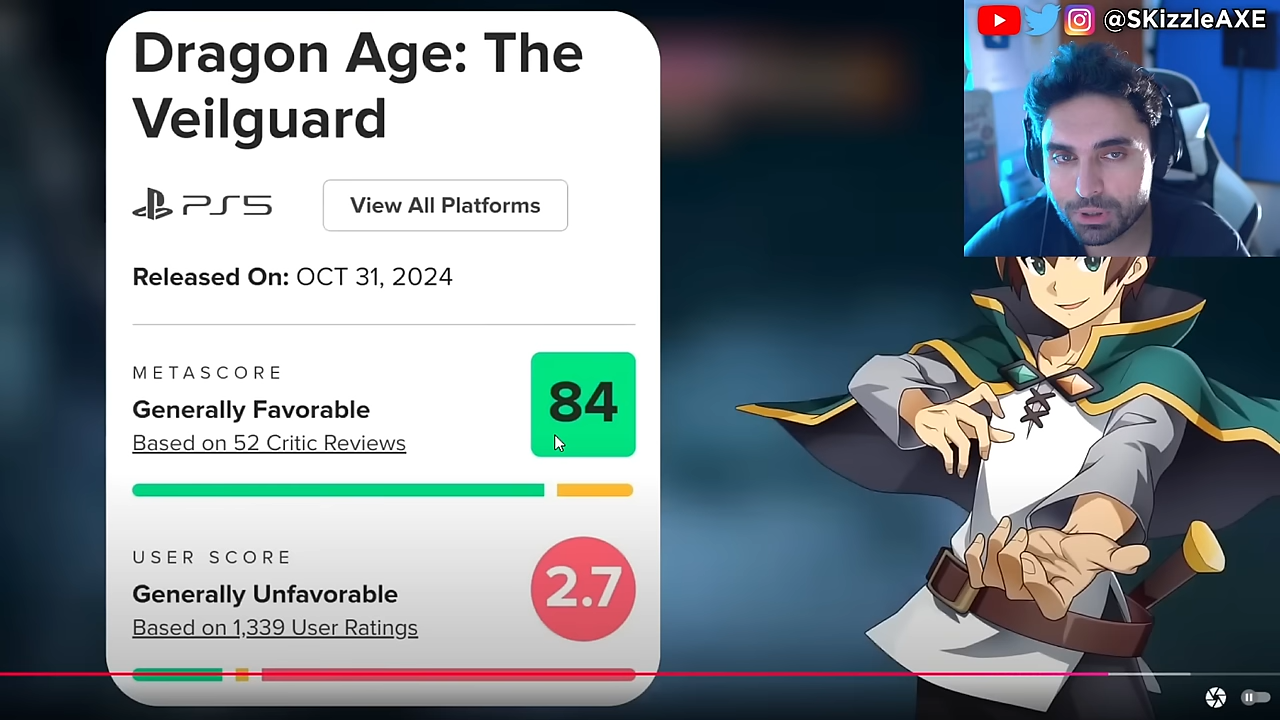 @SKizzleAXE
Dragon Age: The
Veilguard
PS5
View All Platforms
Released On: OCT 31, 2024
METASCORE
Generally Favorable
Based on 52 Critic Reviews
84
USER SCORE
Generally Unfavorable
Based on 1,339 User Ratings
2.7